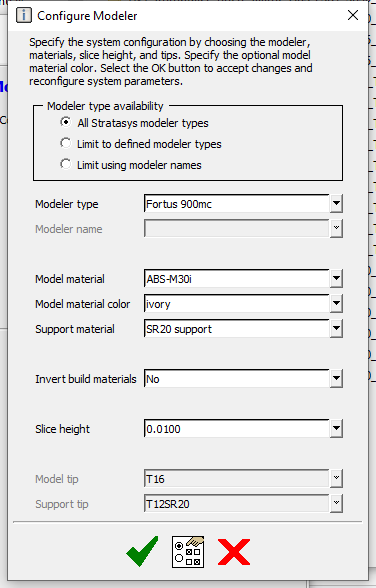 Configure Modeler
Specify the system configuration by choosing the modeler,
materials, slice height, and tips. Specify the optional model
material color. Select the OK button to accept changes and
reconfigure system parameters.
Modeler type availability
All Stratasys modeler types
Limit to defined modeler types
Limit using modeler names
Modeler type Fortus 900mc
Modeler name
Model material ABS-M30i
Model material color ivory
Support material SR20 support
Invert build materials No
Slice height 0.0100
Model tip T16
Support tip T12SR20